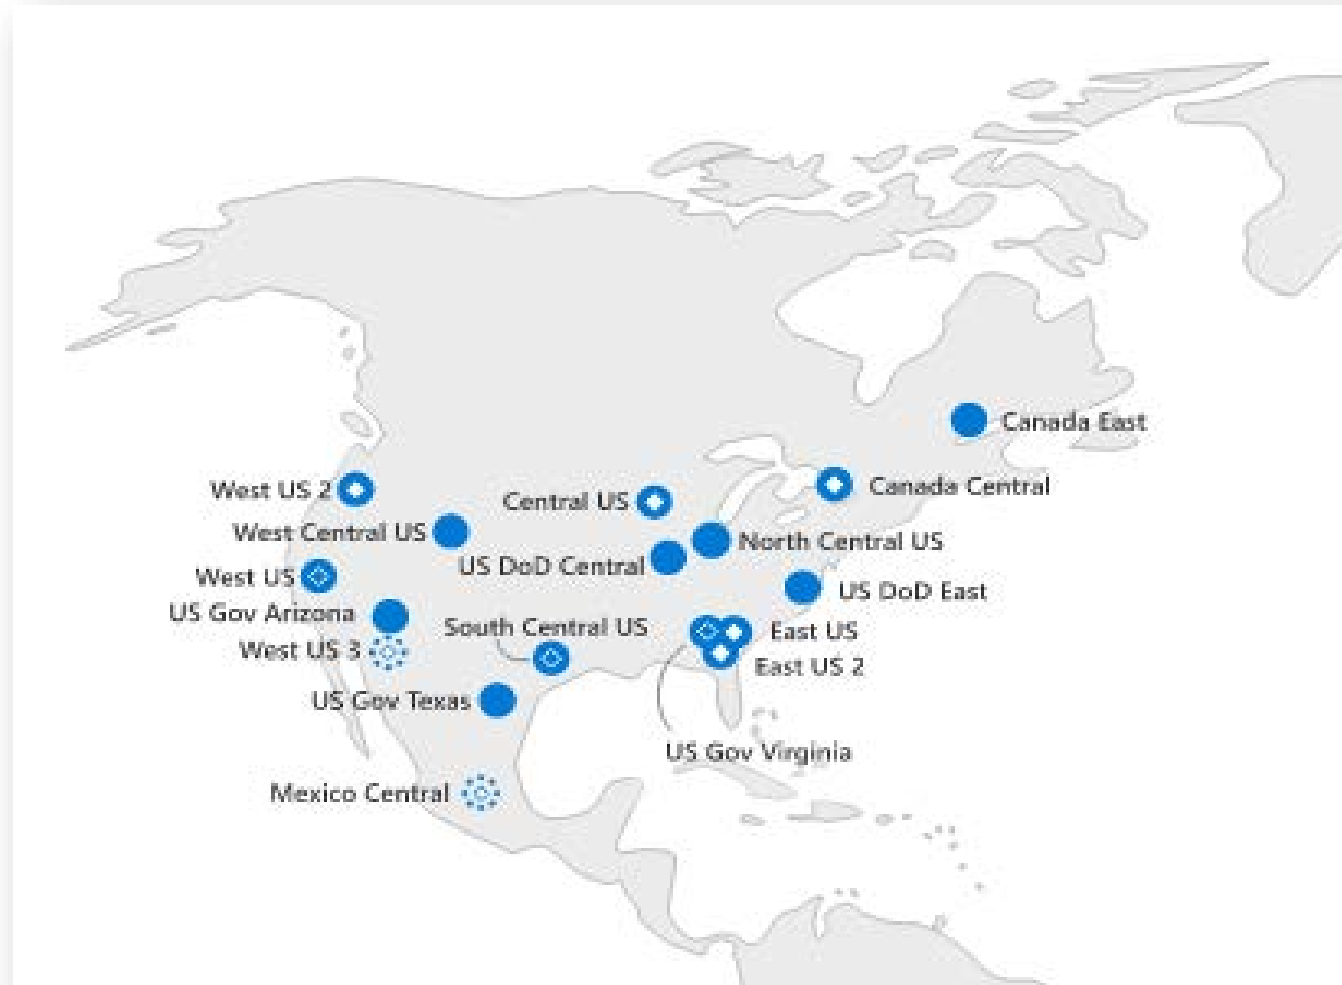 Canada East
West US 2
Canada Central
Central US
West Central US
North Central US
US DoD Central
West US
US DoD East
US Gov Arizona
South Central US
East US
West US 3
East US 2
US Gov Texas
US Gov Virginia
Mexico Central